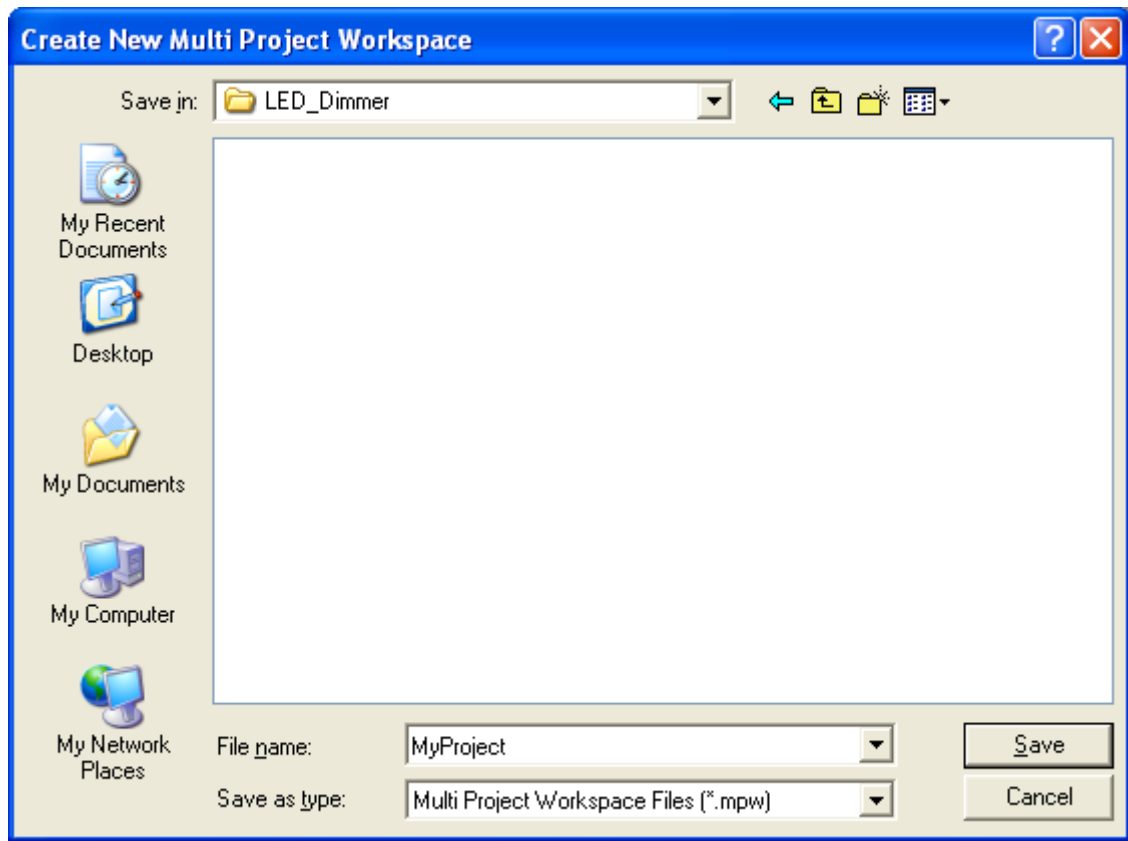 Create New Multi Project Workspace
Save in: LED_Dimmer
My Recent
Documents
Desktop
My Documents
My Computer
My Network
Places
File name: MyProject
Save
Save as type: Multi Project Workspace Files (*.mpw)
Cancel